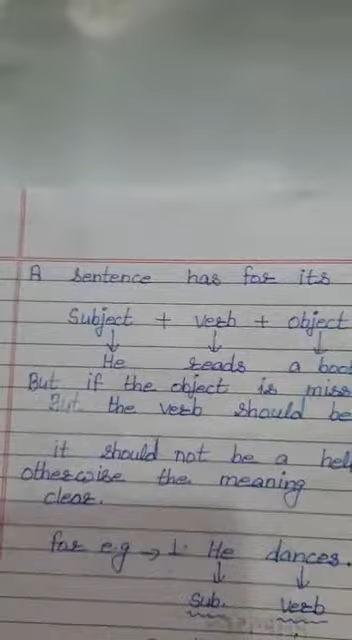 A sentence has for its
Subject + verb + object
↓ ↓ ↓
He reads a
But if the object is
But the verb should be
it should not be a
otherwise the meaning
clear.
for e.g → 1. He dances.
↓ ↓
Sub. verb